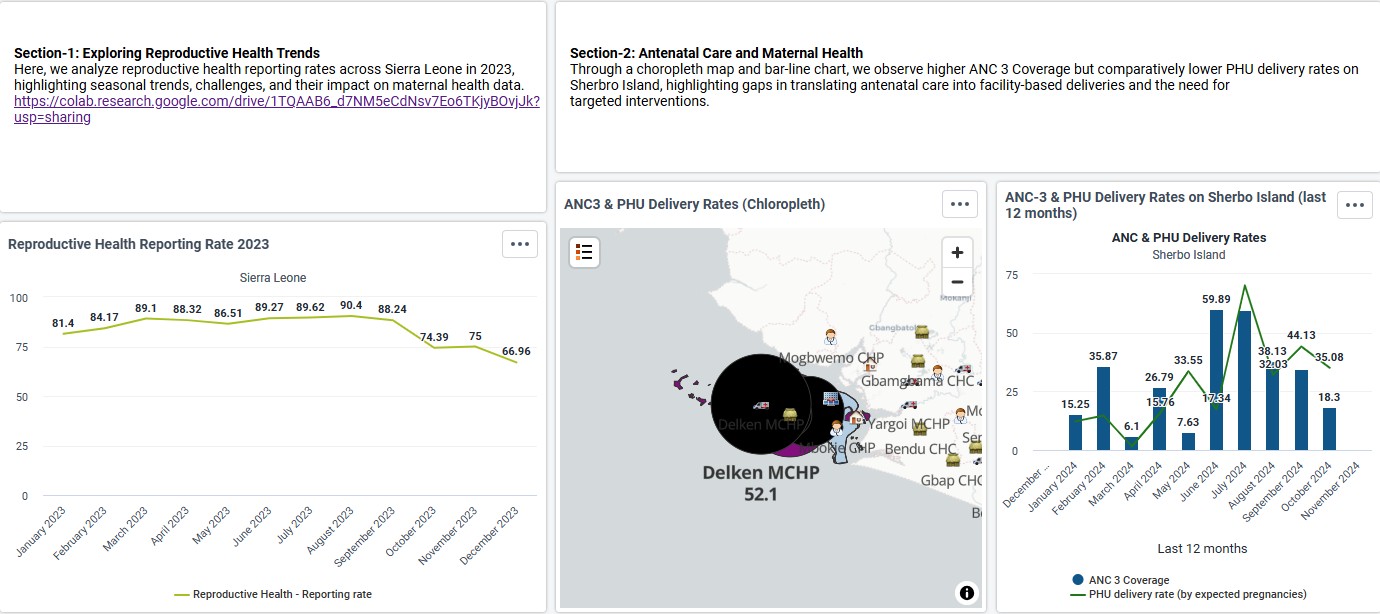 Section-1: Exploring Reproductive Health Trends
Here, we analyze reproductive health reporting rates across Sierra Leone in 2023,
highlighting seasonal trends, challenges, and their impact on maternal health data.
https://colab.research.google.com/drive/1TQAAB6_d7NM5eCdNsv7Eo6TKjyBOvjJk?
usp=sharing
Section-2: Antenatal Care and Maternal Health
Through a choropleth map and bar-line chart, we observe higher ANC 3 Coverage but comparatively lower PHU delivery rates on
Sherbro Island, highlighting gaps in translating antenatal care into facility-based deliveries and the need for
targeted interventions.
Reproductive Health Reporting Rate 2023
Sierra Leone
100
75
50
25
0
81.4
84.17
89.1
88.32
86.51
89.27
89.62
90.4
88.24
74.39
75
66.96
January 2023
February 2023
March 2023
April 2023
May 2023
June 2023
July 2023
August 2023
September 2023
October 2023
November 2023
December 2023
Reproductive Health - Reporting rate
ANC3 & PHU Delivery Rates (Chloropleth)
+
−
Mokanji
Gbangbatok
Mogbwemo CHP
Gbamgbama CHC
Delken MCHP
Yargoi MCHP
Mbokie CHP
Bendu CHC
Gbap CHC
Delken MCHP
52.1
ANC-3 & PHU Delivery Rates on Sherbo Island (last
12 months)
ANC & PHU Delivery Rates
Sherbo Island
75
50
25
0
15.25
35.87
6.1
26.79
15.76
33.55
7.63
59.89
17.34
38.13
32.03
44.13
35.08
18.3
December ...
January 2024
February 2024
March 2024
April 2024
May 2024
June 2024
July 2024
August 2024
September 2024
October 2024
November 2024
Last 12 months
ANC 3 Coverage
PHU delivery rate (by expected pregnancies)